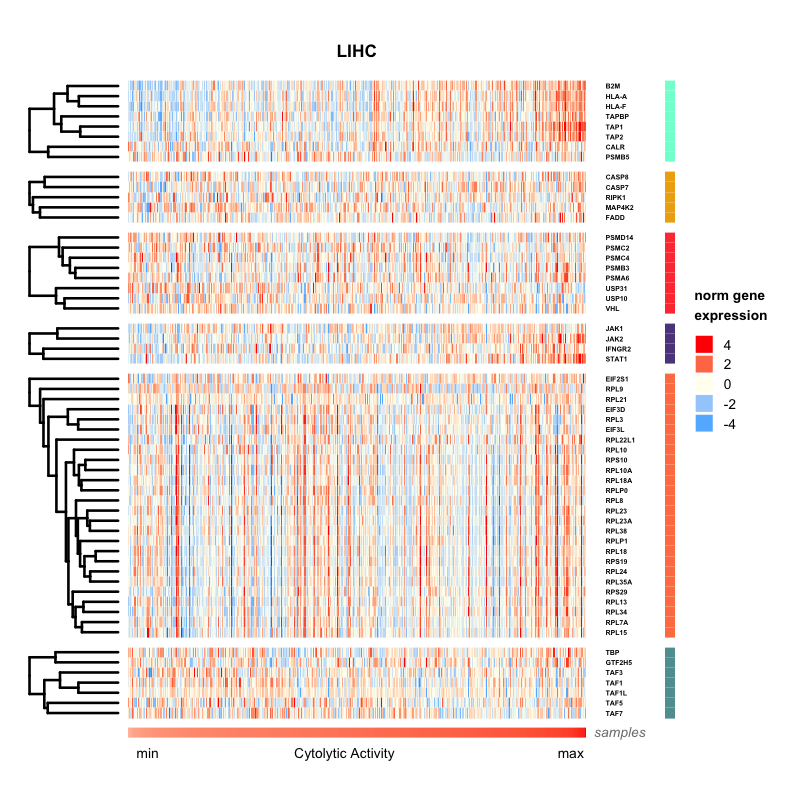 LIHC
B2M
HLA-A
HLA-F
TAPBP
TAP1
TAP2
CALR
PSMB5
CASP8
CASP7
RIPK1
MAP4K2
FADD
PSMD14
PSMC2
PSMC4
PSMB3
PSMA6
USP31
USP10
VHL
JAK1
JAK2
IFNGR2
STAT1
EIF2S1
RPL9
RPL21
EIF3D
RPL3
EIF3L
RPL22L1
RPL10
RPS10
RPL10A
RPL18A
RPLP0
RPL8
RPL23
RPL23A
RPL38
RPLP1
RPL18
RPS19
RPL24
RPL35A
RPS29
RPL13
RPL34
RPL7A
RPL15
TBP
GTF2H5
TAF3
TAF1
TAF1L
TAF5
TAF7
norm gene
expression
4
2
0
-2
-4
samples
min Cytolytic Activity max